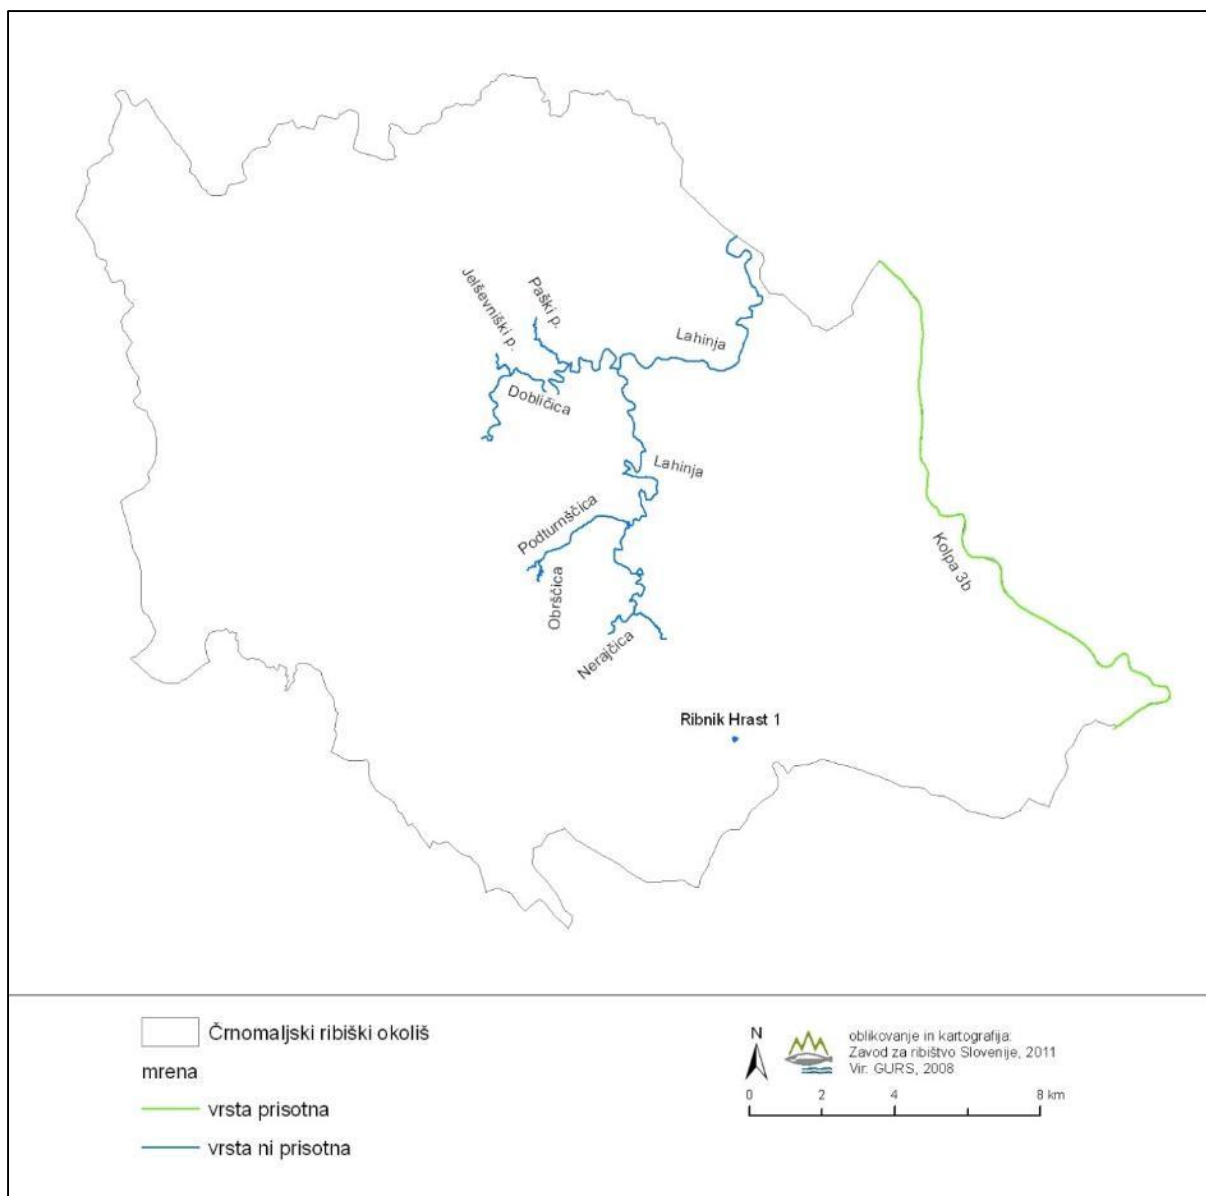 Paški p.
Jelševniški p.
Lahinja
Dobličica
Lahinja
Podturnščica
Obrščica
Kolpa 3b
Nerajčica
Ribnik Hrast 1
Črnomaljski ribiški okoliš
mrena
vrsta prisotna
vrsta ni prisotna
N
oblikovanje in kartografija:
Zavod za ribištvo Slovenije, 2011
Vir: GURS, 2008
0 2 4 8 km